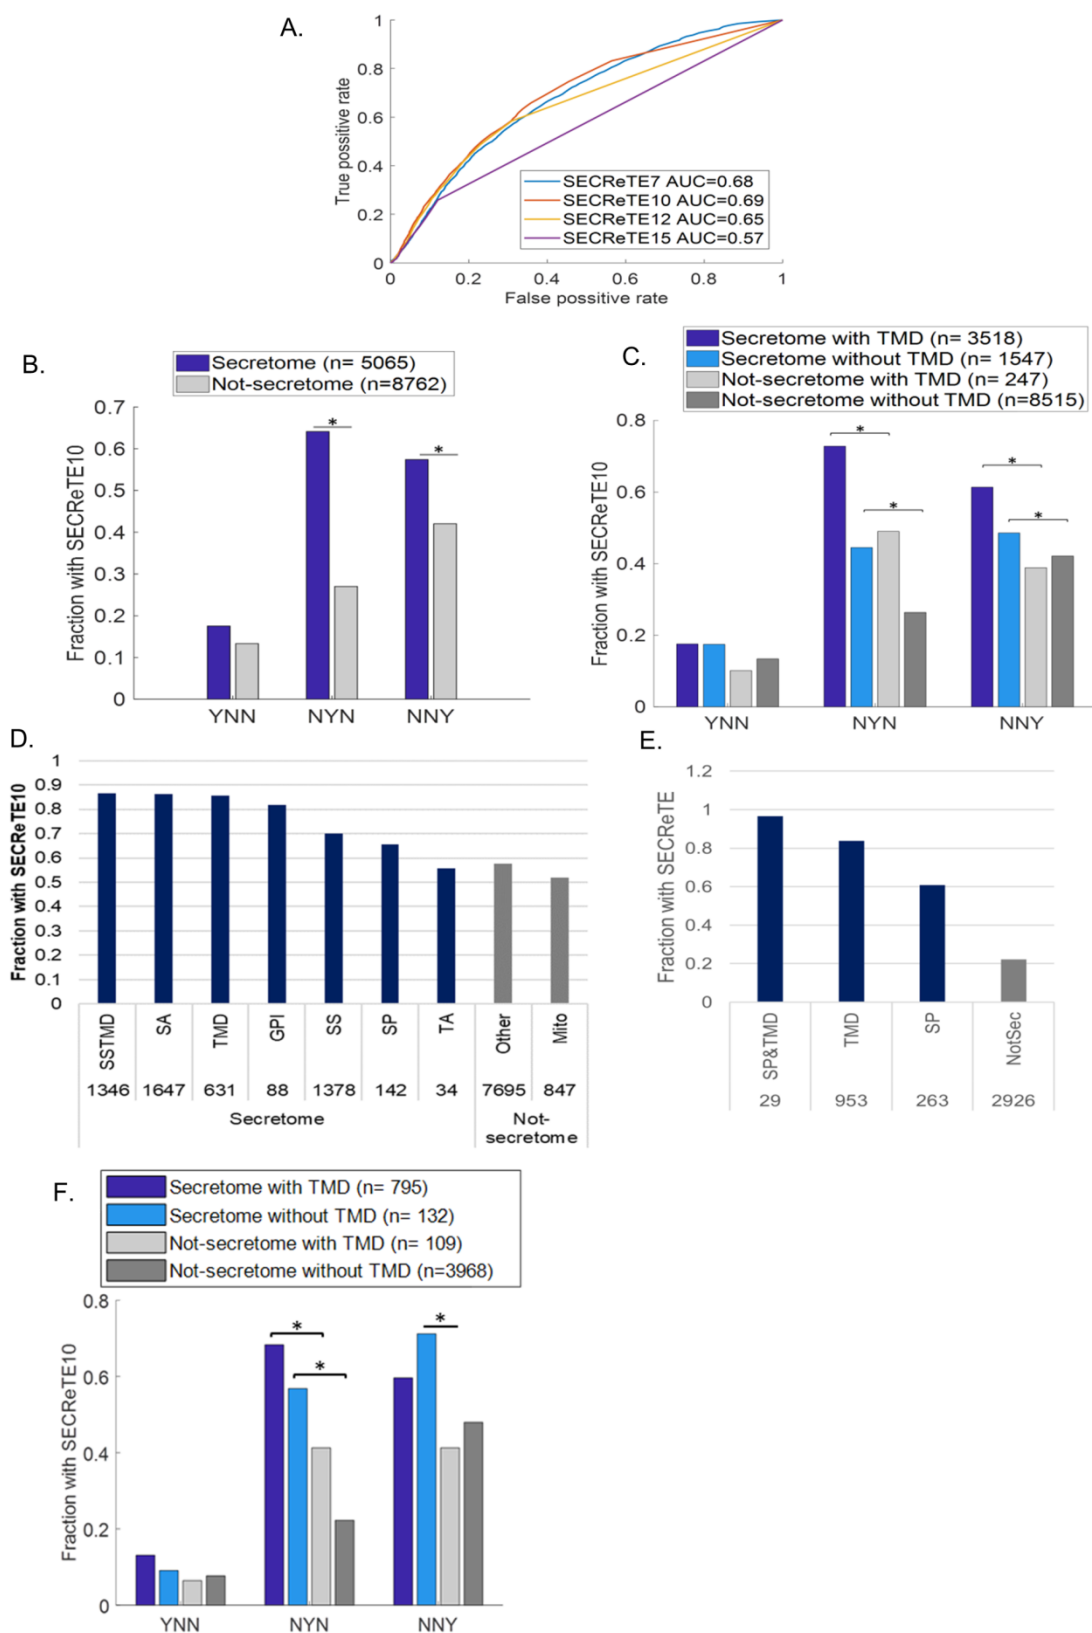 A.
1
0.8
0.6
0.4
0.2
0
True positive rate
SECReTE7 AUC=0.68
SECReTE10 AUC=0.69
SECReTE12 AUC=0.65
SECReTE15 AUC=0.57
0 0.2 0.4 0.6 0.8 1
False possitive rate
B.
Secretome (n= 5065)
Not-secretome (n=8762)
0.7
0.6
0.5
0.4
0.3
0.2
0.1
0
Fraction with SECReTE10
* *
YNN NYN NNY
C.
Secretome with TMD (n= 3518)
Secretome without TMD (n= 1547)
Not-secretome with TMD (n= 247)
Not-secretome without TMD (n=8515)
0.8
0.6
0.4
0.2
0
Fraction with SECReTE10
* *
* *
YNN NYN NNY
D.
1
0.9
0.8
0.7
0.6
0.5
0.4
0.3
0.2
0.1
0
Fraction with SECReTE10
SSTMD SA TMD GPI SS SP TA Other Mito
1346 1647 631 88 1378 142 34 7695 847
Secretome Not-
secretome
E.
1.2
1
0.8
0.6
0.4
0.2
0
Fraction with SECReTE
SP&TMD TMD SP NotSec
29 953 263 2926
F.
Secretome with TMD (n= 795)
Secretome without TMD (n= 132)
Not-secretome with TMD (n= 109)
Not-secretome without TMD (n=3968)
0.8
0.6
0.4
0.2
0
Fraction with SECReTE10
* *
*
YNN NYN NNY